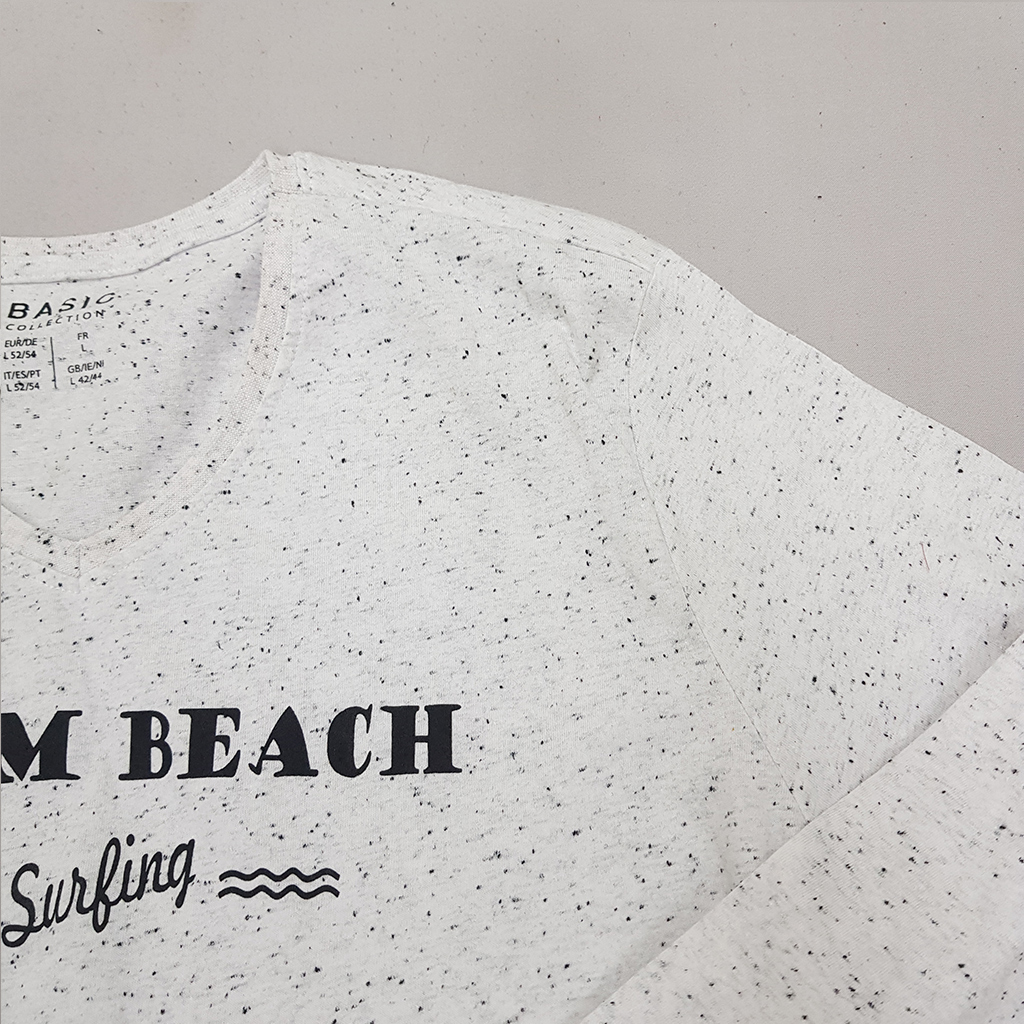 BASIC
COLLECTION
EUR/DE FR
L 52/54 L
IT/ES/PT GB/IE/NI
L 52/54 L 42/44
M BEACH
Surfing